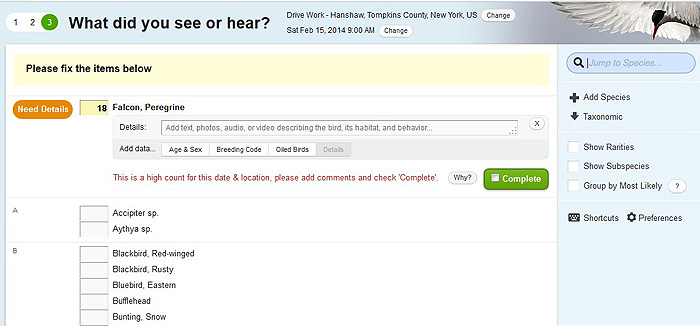 1 2 3 What did you see or hear?
Drive Work - Hanshaw, Tompkins County, New York, US Change
Sat Feb 15, 2014 9:00 AM Change
Please fix the items below
Need Details 18 Falcon, Peregrine
Details: Add text, photos, audio, or video describing the bird, its habitat, and behavior... X
Add data... Age & Sex Breeding Code Oiled Birds Details
This is a high count for this date & location, please add comments and check 'Complete'. Why? Complete
A
Accipiter sp.
Aythya sp.
B
Blackbird, Red-winged
Blackbird, Rusty
Bluebird, Eastern
Bufflehead
Bunting, Snow
Jump to Species...
Add Species
Taxonomic
Show Rarities
Show Subspecies
Group by Most Likely ?
Shortcuts Preferences